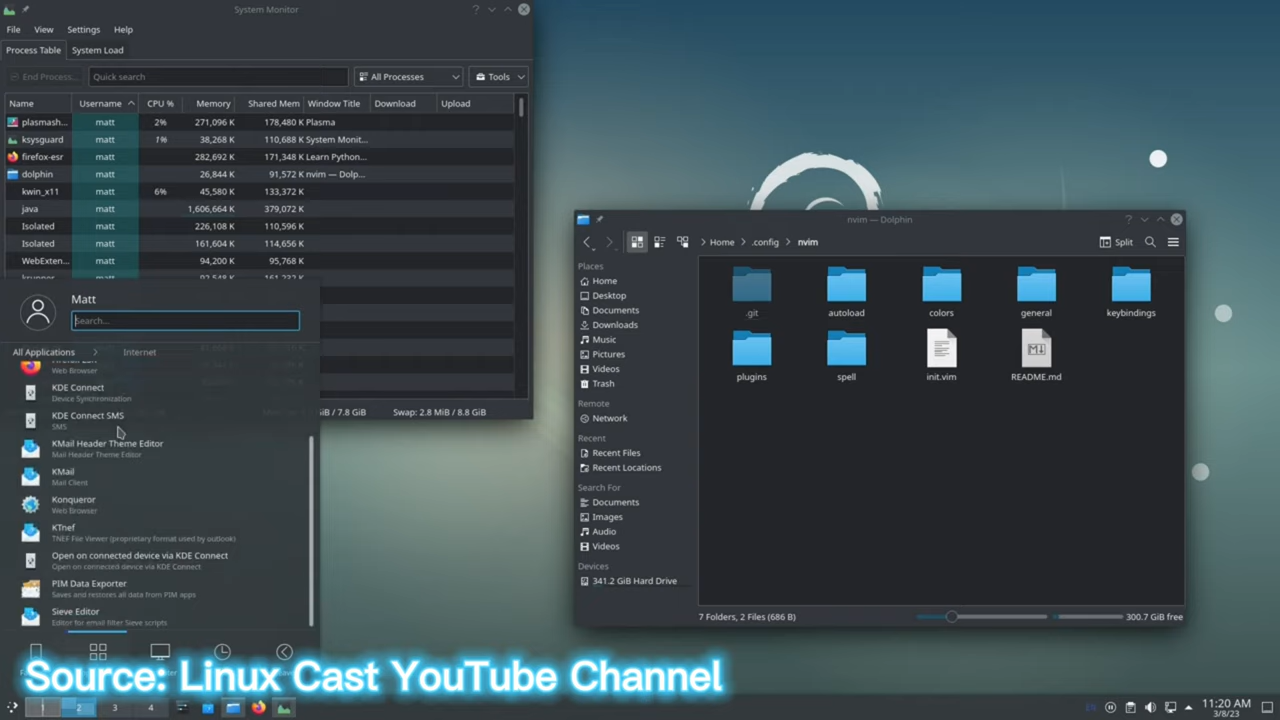 System Monitor
File View Settings Help
Process Table System Load
End Process... Quick search All Processes Tools
Name Username CPU % Memory Shared Mem Window Title Download Upload
plasmash... matt 2% 271,096 K 178,480 K Plasma
ksysguard matt 1% 38,268 K 110,688 K System Monit...
firefox-esr matt 282,692 K 171,348 K Learn Python...
dolphin matt 26,844 K 91,572 K nvim — Dolp...
kwin_x11 matt 6% 45,580 K 133,372 K
java matt 1,606,664 K 379,072 K
Isolated matt 226,108 K 110,596 K
Isolated matt 161,604 K 114,656 K
WebExten... matt 94,200 K 95,768 K
krunner matt
GiB / 7.8 GiB Swap: 2.8 MiB / 8.8 GiB
Matt
Search...
All Applications Internet
Web Browser
KDE Connect
Device Synchronization
KDE Connect SMS
SMS
KMail Header Theme Editor
Mail Header Theme Editor
KMail
Mail Client
Konqueror
Web Browser
KTnef
TNEF File Viewer (proprietary format used by outlook)
Open on connected device via KDE Connect
Open on connected device via KDE Connect
PIM Data Exporter
Saves and restores all data from PIM apps
Sieve Editor
Editor for email filter Sieve scripts
nvim — Dolphin
Home .config nvim Split
Places
Home
Desktop
Documents
Downloads
Music
Pictures
Videos
Trash
Remote
Network
Recent
Recent Files
Recent Locations
Search For
Documents
Images
Audio
Videos
Devices
341.2 GiB Hard Drive
.git autoload colors general keybindings
plugins spell init.vim README.md
7 Folders, 2 Files (686 B) 300.7 GiB free
Source: Linux Cast YouTube Channel
1 2 3 4
11:20 AM
3/8/23